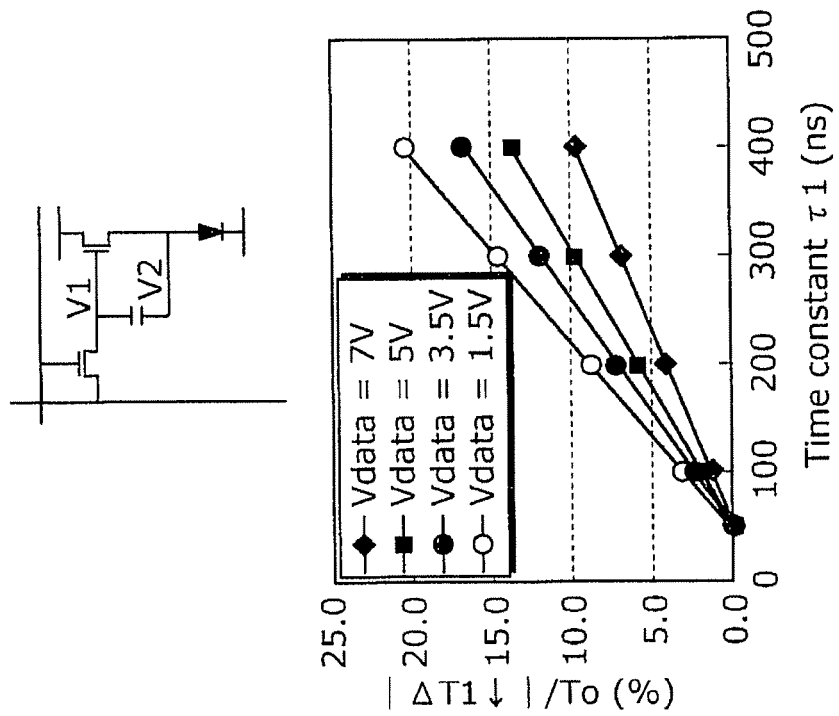 V1
V2
25.0
20.0
15.0
10.0
5.0
0.0
| ΔT1↓ | /To (%)
Vdata = 7V
Vdata = 5V
Vdata = 3.5V
Vdata = 1.5V
0
100
200
300
400
500
Time constant τ1 (ns)